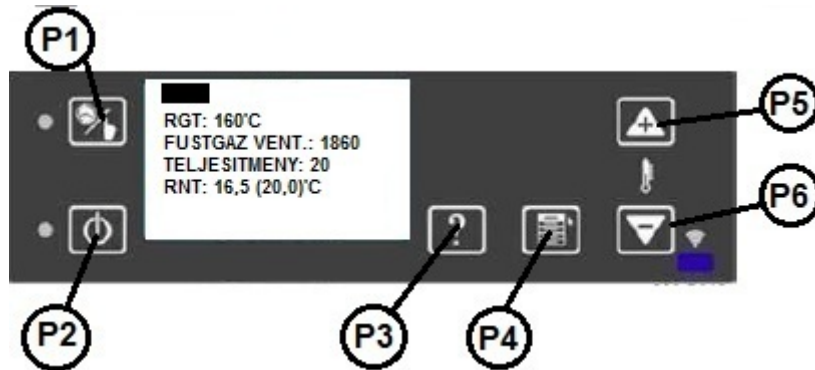 P1
RGT: 160'C
FUSTGAZ VENT.: 1860
TELJESITMENY: 20
RNT: 16,5 (20,0)'C
P5
+
?
−
P6
P2
P3
P4